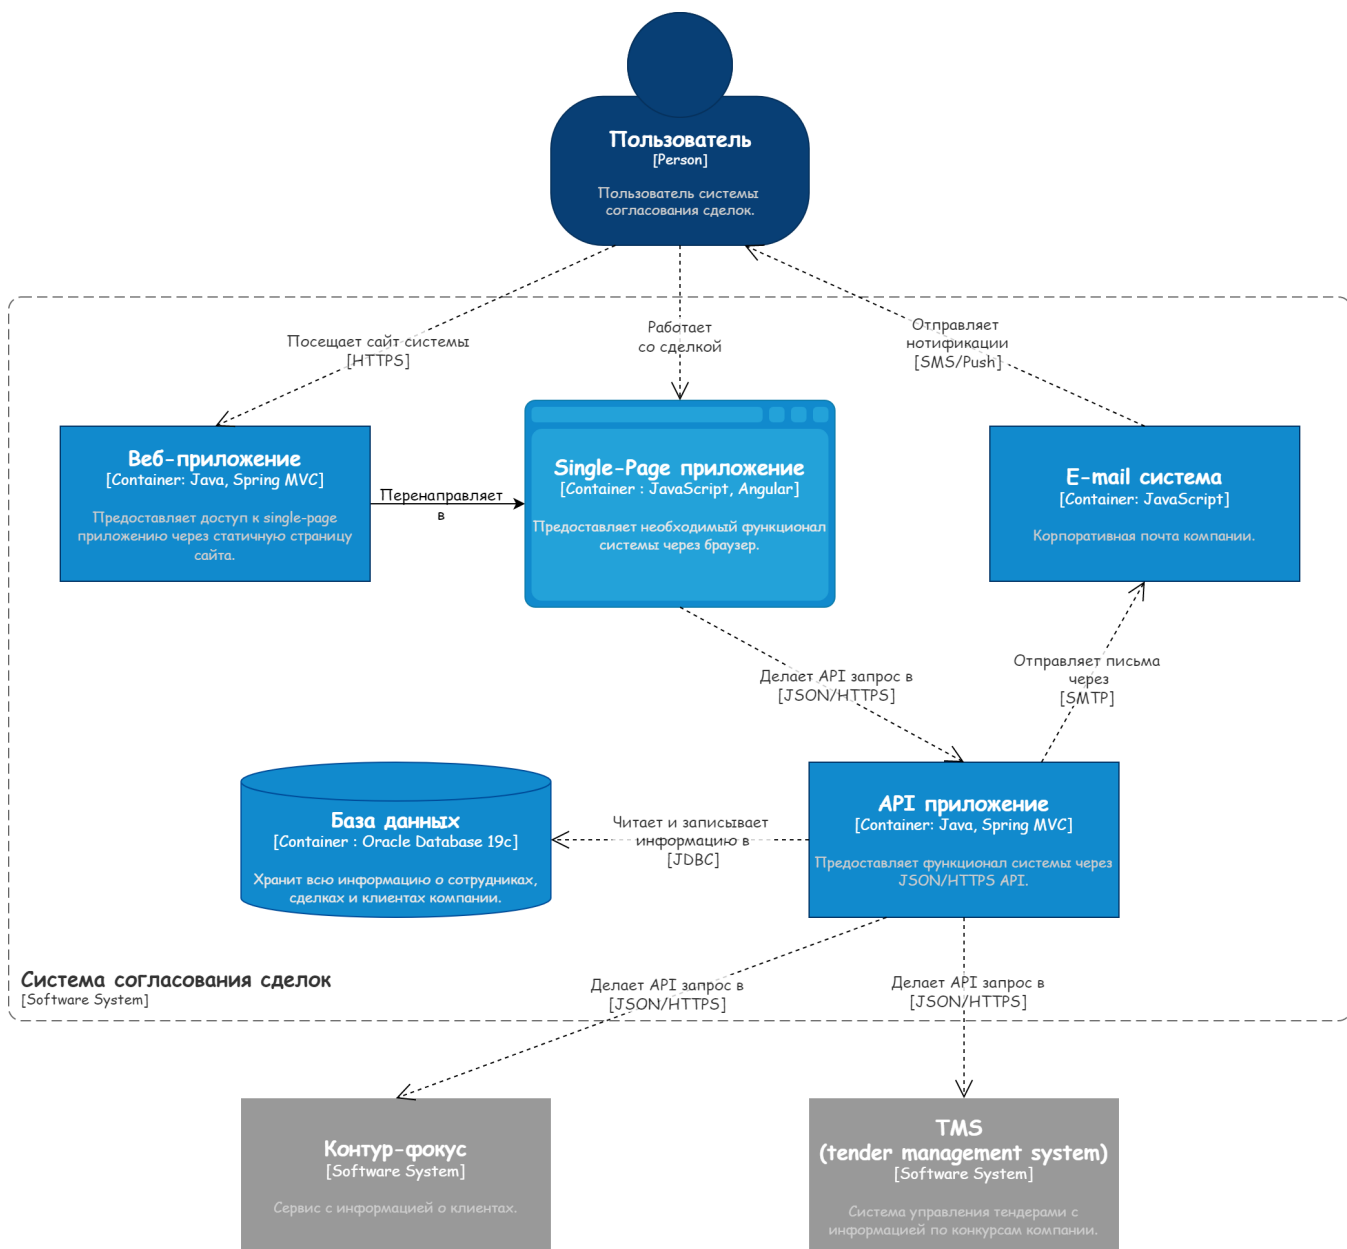 Пользователь
[Person]
Пользователь системы
согласования сделок.
Посещает сайт системы
[HTTPS]
Работает
со сделкой
Отправляет
нотификации
[SMS/Push]
Веб-приложение
[Container: Java, Spring MVC]
Предоставляет доступ к single-page
приложению через статичную страницу
сайта.
Перенаправляет
в
Single-Page приложение
[Container : JavaScript, Angular]
Предоставляет необходимый функционал
системы через браузер.
E-mail система
[Container: JavaScript]
Корпоративная почта компании.
Делает API запрос в
[JSON/HTTPS]
Отправляет письма
через
[SMTP]
База данных
[Container : Oracle Database 19c]
Хранит всю информацию о сотрудниках,
сделках и клиентах компании.
Читает и записывает
информацию в
[JDBC]
API приложение
[Container: Java, Spring MVC]
Предоставляет функционал системы через
JSON/HTTPS API.
Система согласования сделок
[Software System]
Делает API запрос в
[JSON/HTTPS]
Делает API запрос в
[JSON/HTTPS]
Контур-фокус
[Software System]
Сервис с информацией о клиентах.
TMS
(tender management system)
[Software System]
Система управления тендерами с
информацией по конкурсам компании.